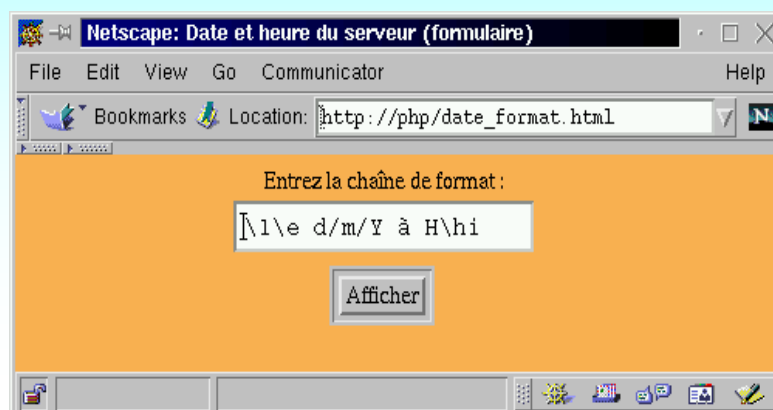 Netscape: Date et heure du serveur (formulaire)
File Edit View Go Communicator Help
Bookmarks Location: http://php/date_format.html
N
Entrez la chaîne de format :
\l\e d/m/Y à H\hi
Afficher